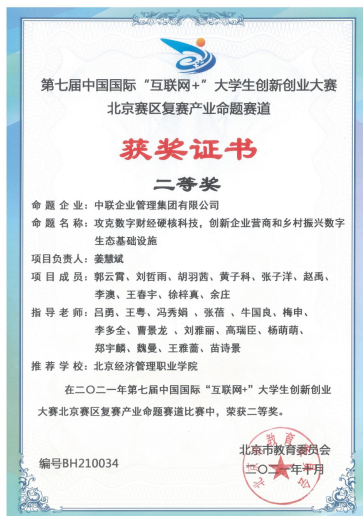 第七届中国国际“互联网+”大学生创新创业大赛
北京赛区复赛产业命题赛道
获奖证书
二等奖
命题企业：中联企业管理集团有限公司
命题名称：攻克数字财经硬核科技，创新企业营商和乡村振兴数字
生态基础设施
项目负责人：姜慧斌
项目成员：郭云霄、刘哲雨、胡羽茜、黄子科、张子洋、赵禹、
李澳、王春宇、徐梓真、余庄
指导老师：吕勇、王粤、冯秀娟、张蓓、牛国良、梅申、
李多全、曹景龙、刘雅丽、高瑞臣、杨萌萌、
郑宇麟、魏曼、王雅蔷、苗诗景
推荐学校：北京经济管理职业学院
在二〇二一年第七届中国国际“互联网+”大学生创新创业
大赛北京赛区复赛产业命题赛道比赛中，荣获二等奖。
北京市教育委员会
编号BH210034
二〇二一年十月